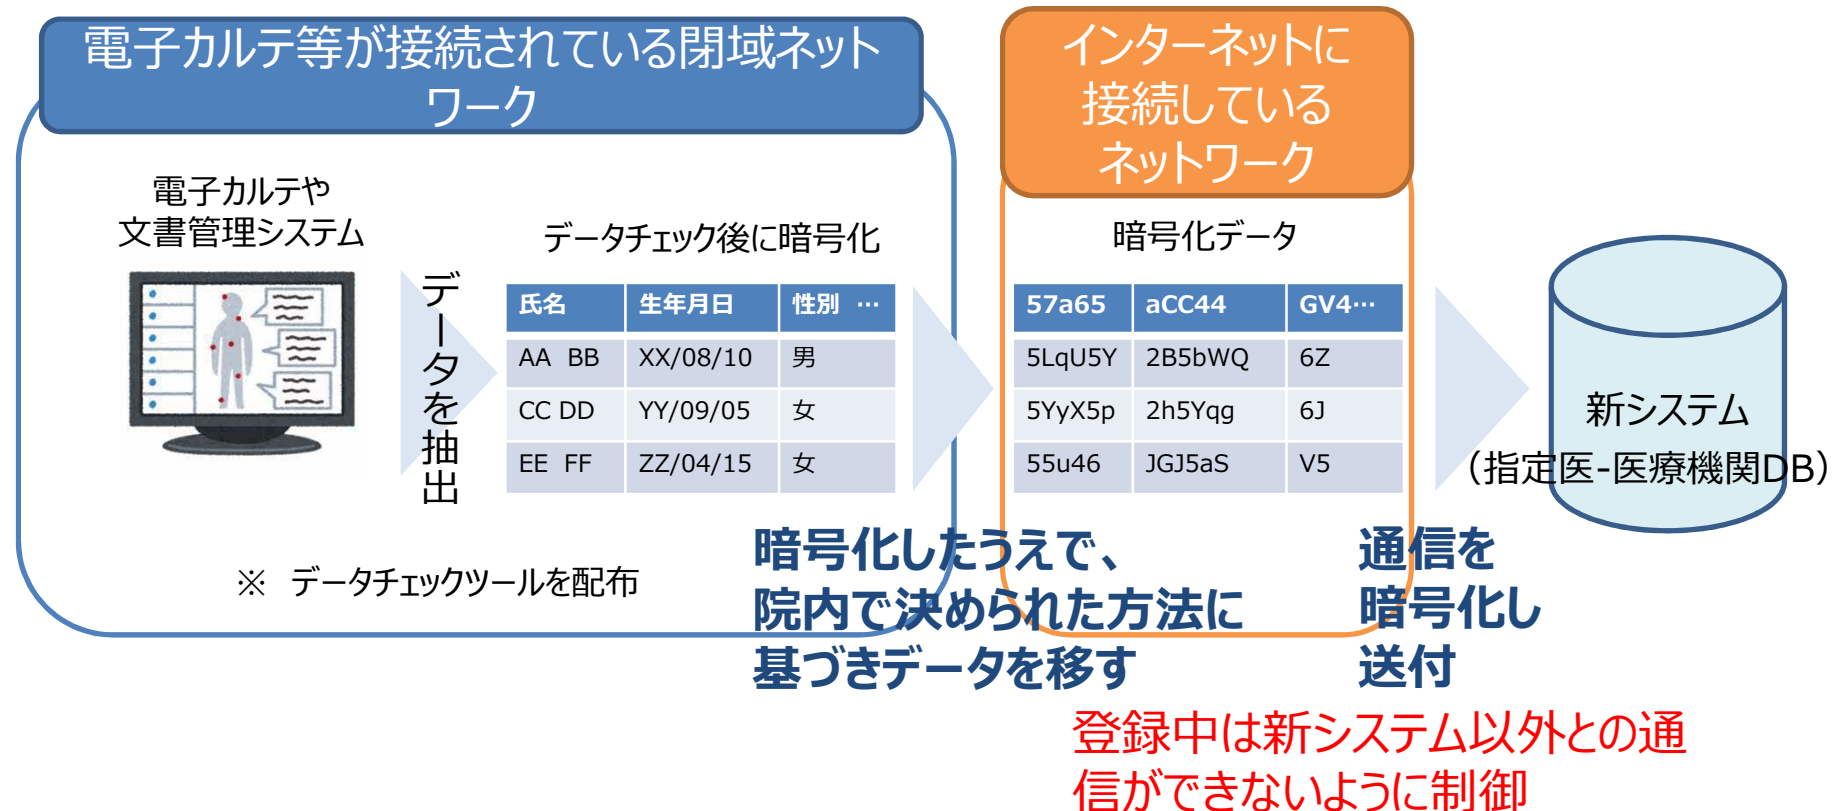 電子カルテ等が接続されている閉域ネット
ワーク
インターネットに
接続している
ネットワーク
電子カルテや
文書管理システム
データを抽出
データチェック後に暗号化
氏名 生年月日 性別 …
AA BB XX/08/10 男
CC DD YY/09/05 女
EE FF ZZ/04/15 女
※ データチェックツールを配布
暗号化データ
57a65 aCC44 GV4…
5LqU5Y 2B5bWQ 6Z
5YyX5p 2h5Yqg 6J
55u46 JGJ5aS V5
新システム
（指定医-医療機関DB）
暗号化したうえで、
院内で決められた方法に
基づきデータを移す
通信を
暗号化し
送付
登録中は新システム以外との通
信ができないように制御